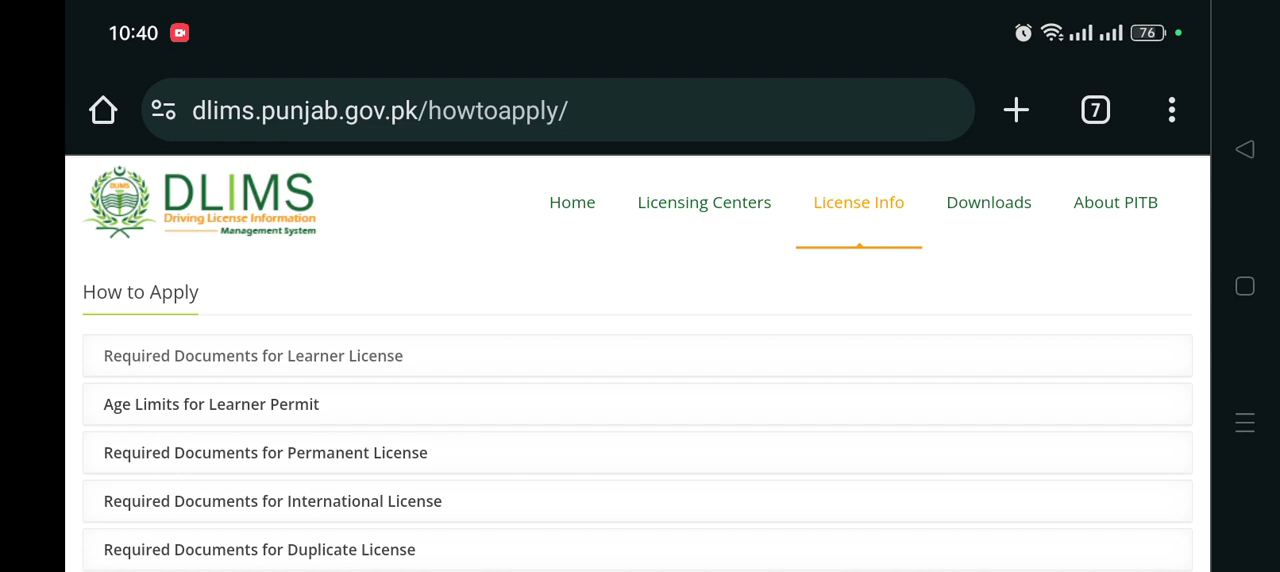 10:40
76
dlims.punjab.gov.pk/howtoapply/
7
DLIMS
DLIMS
Driving License Information
Management System
Home
Licensing Centers
License Info
Downloads
About PITB
How to Apply
Required Documents for Learner License
Age Limits for Learner Permit
Required Documents for Permanent License
Required Documents for International License
Required Documents for Duplicate License